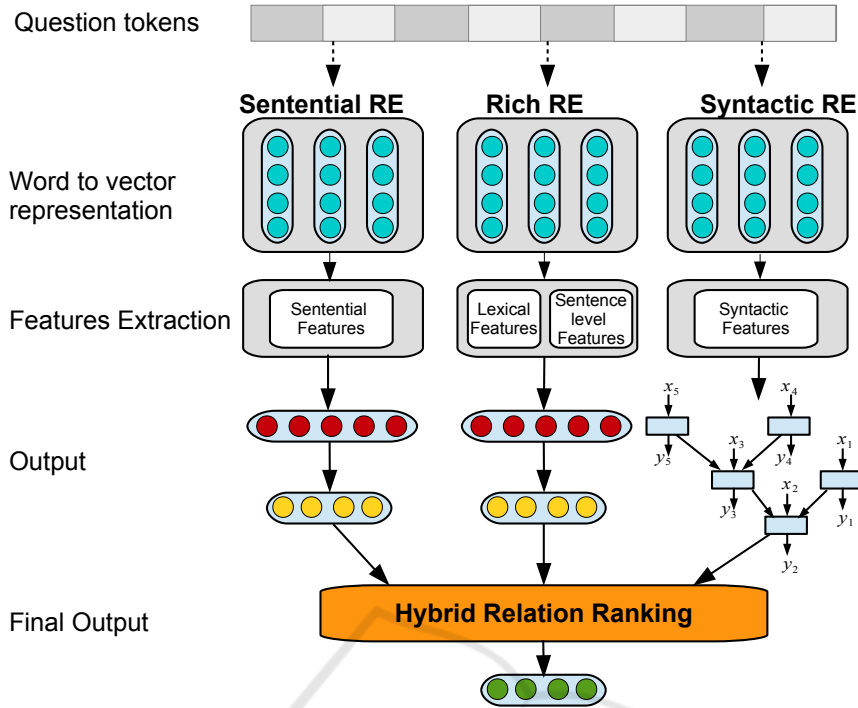 Question tokens
Sentential RE
Rich RE
Syntactic RE
Word to vector
representation
Features Extraction
Sentential
Features
Lexical
Features
Sentence
level
Features
Syntactic
Features
x5
x4
y5
x3
y4
x1
Output
y3
x2
y1
y2
Final Output
Hybrid Relation Ranking